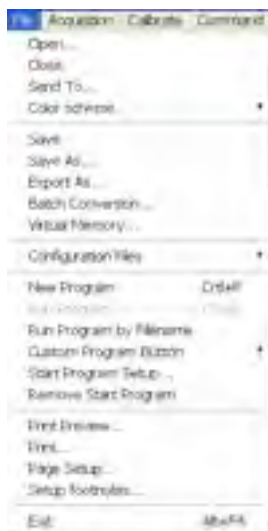 File Acquisition Calibrate Command
Open...
Close
Send To...
Color scheme
Save
Save As...
Export As...
Batch Conversion...
Virtual Memory...
Configuration Files
New Program
Run Program by Filename
Custom Program Button
Start Program Setup...
Remove Start Program
Print Preview...
Print...
Page Setup...
Setup footnotes...
Exit Alt+F4